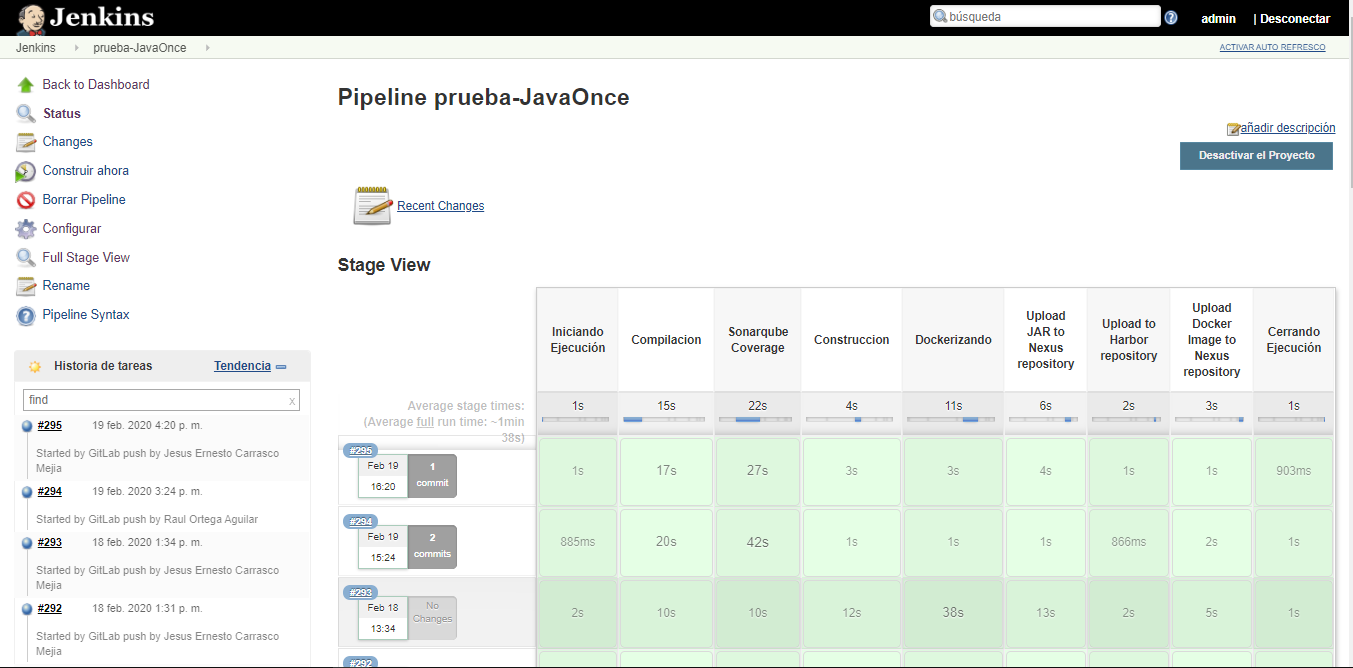 Jenkins
búsqueda
admin
| Desconectar
Jenkins
prueba-JavaOnce
ACTIVAR AUTO REFRESCO
Back to Dashboard
Status
Changes
Construir ahora
Borrar Pipeline
Configurar
Full Stage View
Rename
Pipeline Syntax
Historia de tareas
Tendencia
find
x
#295 19 feb. 2020 4:20 p. m.
Started by GitLab push by Jesus Ernesto Carrasco
Mejia
#294 19 feb. 2020 3:24 p. m.
Started by GitLab push by Raul Ortega Aguilar
#293 18 feb. 2020 1:34 p. m.
Started by GitLab push by Jesus Ernesto Carrasco
Mejia
#292 18 feb. 2020 1:31 p. m.
Started by GitLab push by Jesus Ernesto Carrasco
Mejia
Pipeline prueba-JavaOnce
añadir descripción
Desactivar el Proyecto
Recent Changes
Stage View
Iniciando
Ejecución
Compilacion
Sonarqube
Coverage
Construccion
Dockerizando
Upload
JAR to
Nexus
repository
Upload to
Harbor
repository
Upload
Docker
Image to
Nexus
repository
Cerrando
Ejecución
Average stage times:
(Average full run time: ~1min
38s)
1s 15s 22s 4s 11s 6s 2s 3s 1s
#295
Feb 19
16:20
1
commit
1s 17s 27s 3s 3s 4s 1s 1s 903ms
#294
Feb 19
15:24
2
commits
885ms 20s 42s 1s 1s 1s 866ms 2s 1s
#293
Feb 18
13:34
No
Changes
2s 10s 10s 12s 38s 13s 2s 5s 1s
#292